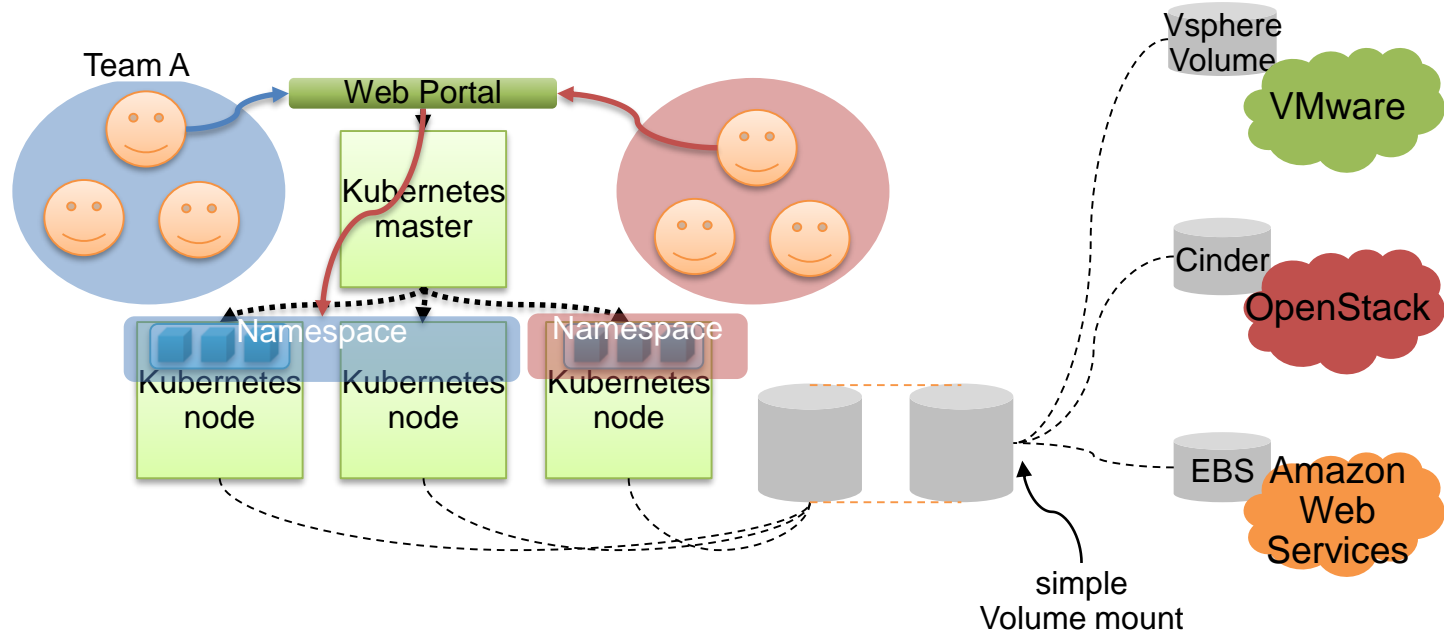 Team A
Web Portal
Kubernetes
master
Namespace
Namespace
Kubernetes
node
Kubernetes
node
Kubernetes
node
Vsphere
Volume
VMware
Cinder
OpenStack
EBS
Amazon
Web
Services
simple
Volume mount